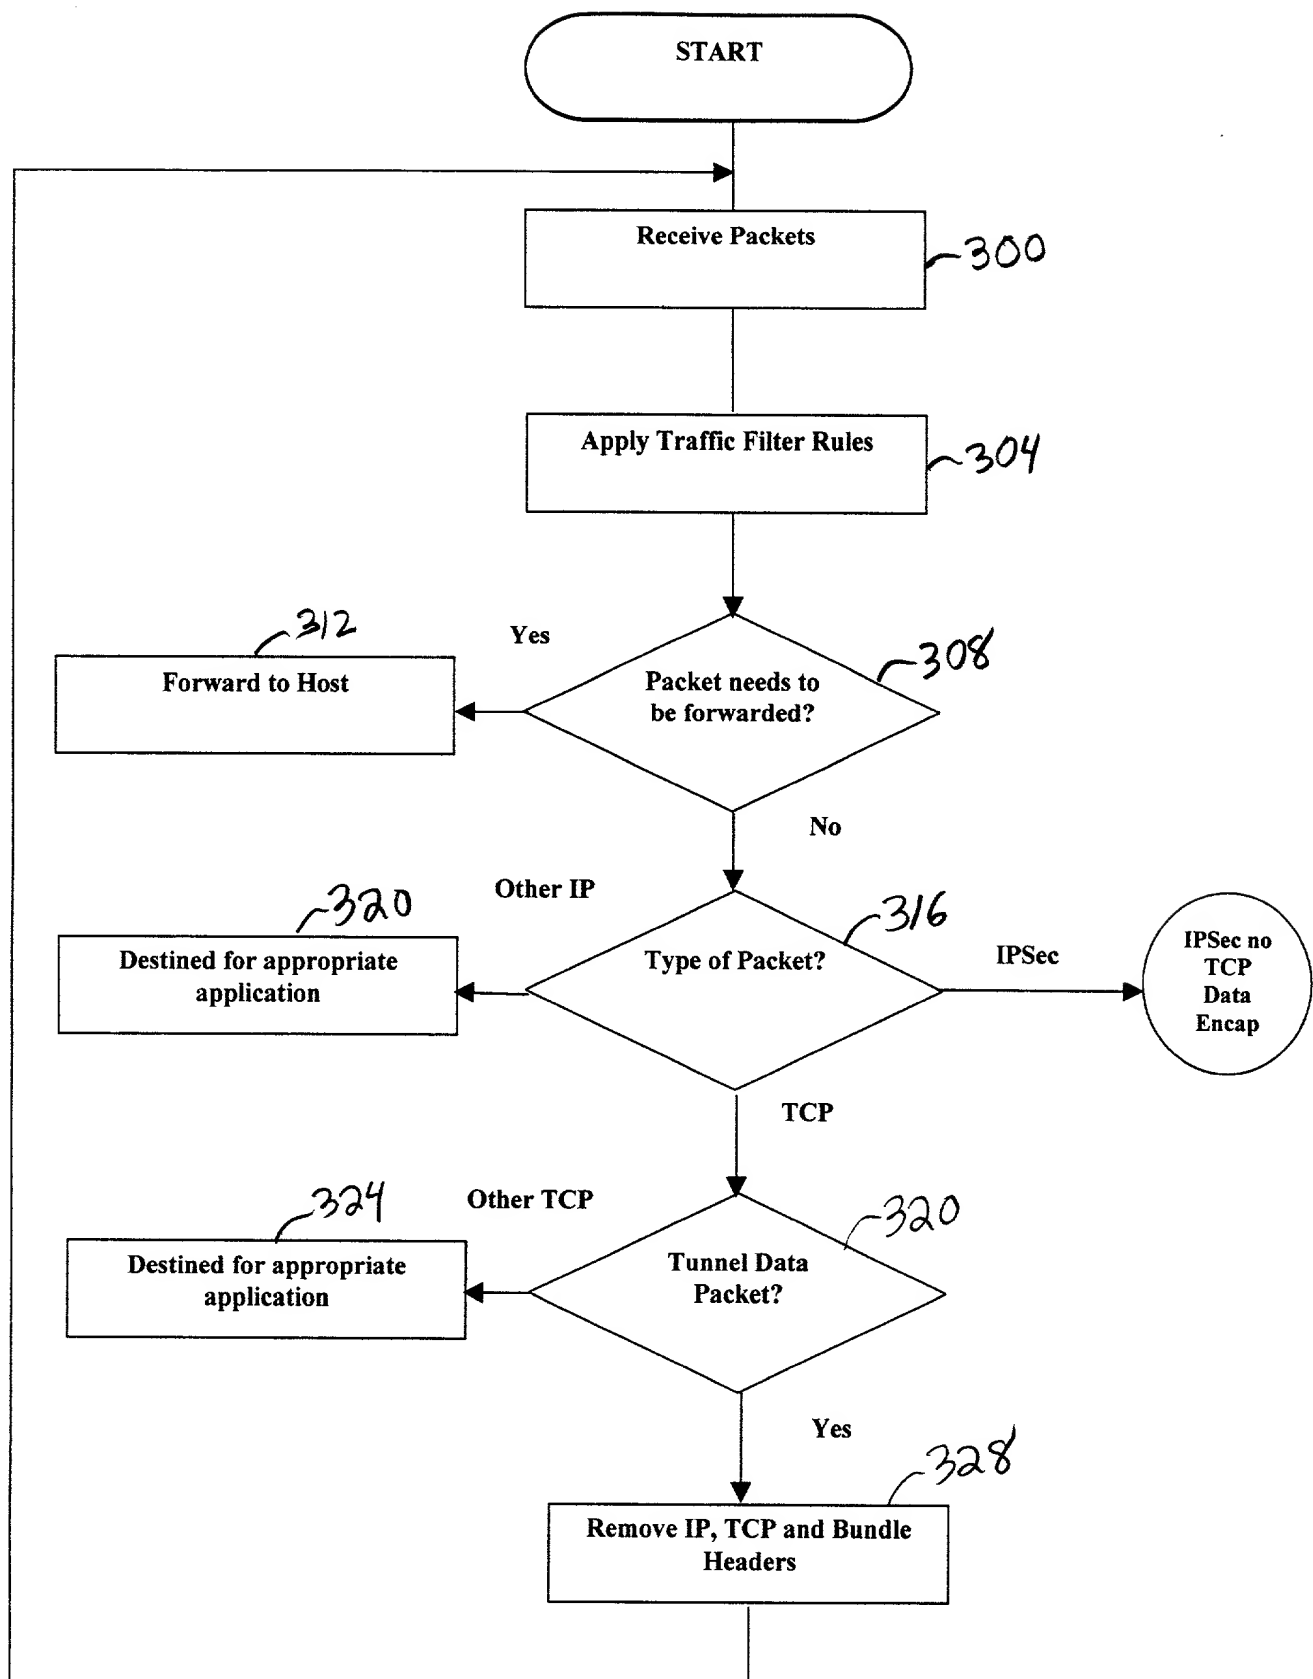 START
Receive Packets
300
Apply Traffic Filter Rules
304
312
Yes
308
Forward to Host
Packet needs to
be forwarded?
No
Other IP
320
316
Destined for appropriate
application
Type of Packet?
IPSec
IPSec no
TCP
Data
Encap
TCP
324
Other TCP
320
Destined for appropriate
application
Tunnel Data
Packet?
Yes
328
Remove IP, TCP and Bundle
Headers